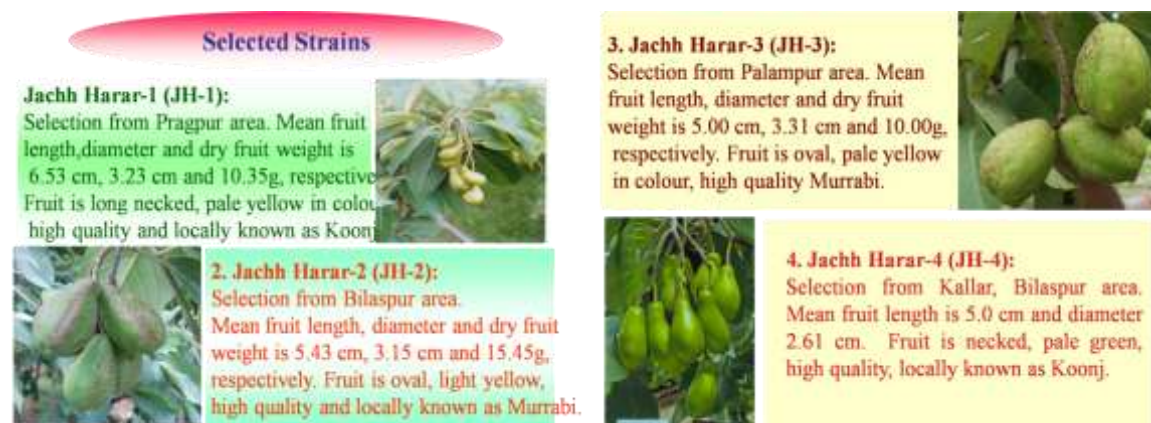 Selected Strains
Jachh Harar-1 (JH-1):
Selection from Pragpur area. Mean fruit
length,diameter and dry fruit weight is
6.53 cm, 3.23 cm and 10.35g, respective
Fruit is long necked, pale yellow in colou
high quality and locally known as Koonj
2. Jachh Harar-2 (JH-2):
Selection from Bilaspur area.
Mean fruit length, diameter and dry fruit
weight is 5.43 cm, 3.15 cm and 15.45g,
respectively. Fruit is oval, light yellow,
high quality and locally known as Murrabi.
3. Jachh Harar-3 (JH-3):
Selection from Palampur area. Mean
fruit length, diameter and dry fruit
weight is 5.00 cm, 3.31 cm and 10.00g,
respectively. Fruit is oval, pale yellow
in colour, high quality Murrabi.
4. Jachh Harar-4 (JH-4):
Selection from Kallar, Bilaspur area.
Mean fruit length is 5.0 cm and diameter
2.61 cm. Fruit is necked, pale green,
high quality, locally known as Koonj.